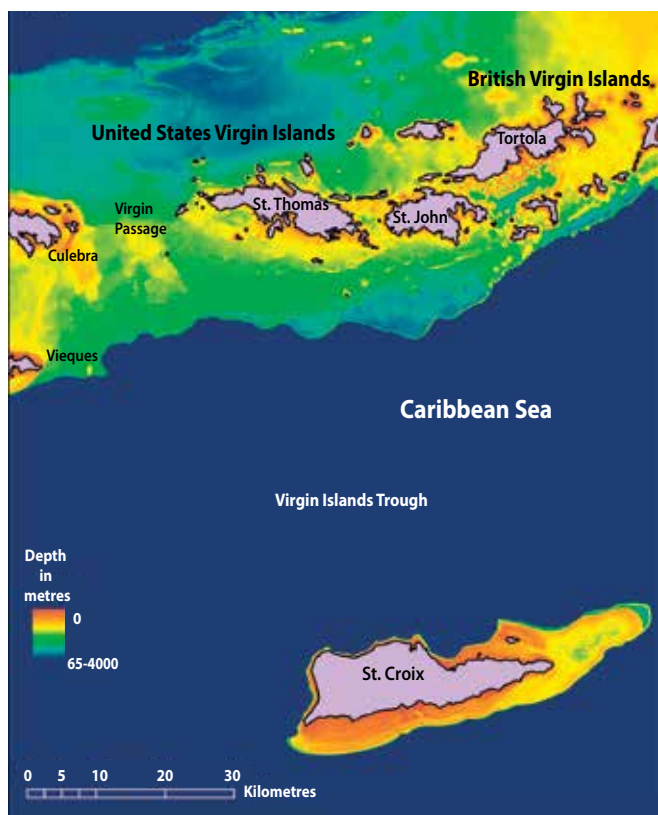 British Virgin Islands
United States Virgin Islands
Tortola
St. Thomas
Virgin
Passage
St. John
Culebra
Vieques
Caribbean Sea
Virgin Islands Trough
Depth
in
metres
0
65-4000
St. Croix
0 5 10 20 30
Kilometres